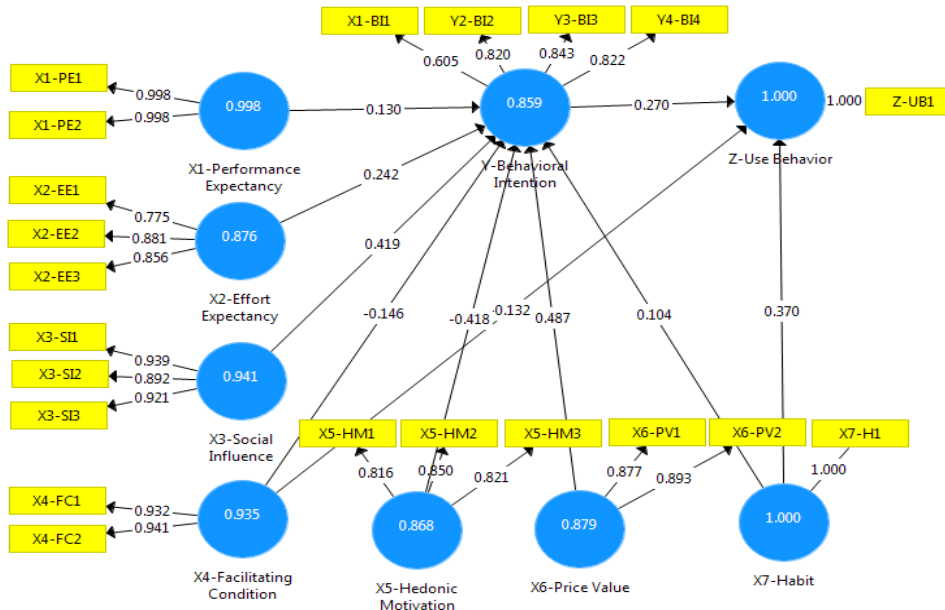 X1-BI1
Y2-BI2
Y3-BI3
Y4-BI4
0.605
0.820
0.843
0.822
X1-PE1
X1-PE2
0.998
0.998
0.998
0.130
0.859
0.270
1.000
1.000
Z-UB1
X1-Performance
Expectancy
Y-Behavioral
Intention
Z-Use Behavior
X2-EE1
X2-EE2
X2-EE3
0.775
0.881
0.856
0.876
0.242
X2-Effort
Expectancy
0.419
X3-SI1
X3-SI2
X3-SI3
0.939
0.892
0.921
0.941
-0.146
-0.418
-0.132
0.487
0.104
0.370
X3-Social
Influence
X5-HM1
X5-HM2
X5-HM3
X6-PV1
X6-PV2
X7-H1
0.816
0.850
0.821
0.877
0.893
1.000
X4-FC1
X4-FC2
0.932
0.941
0.935
0.868
0.879
1.000
X4-Facilitating
Condition
X5-Hedonic
Motivation
X6-Price Value
X7-Habit